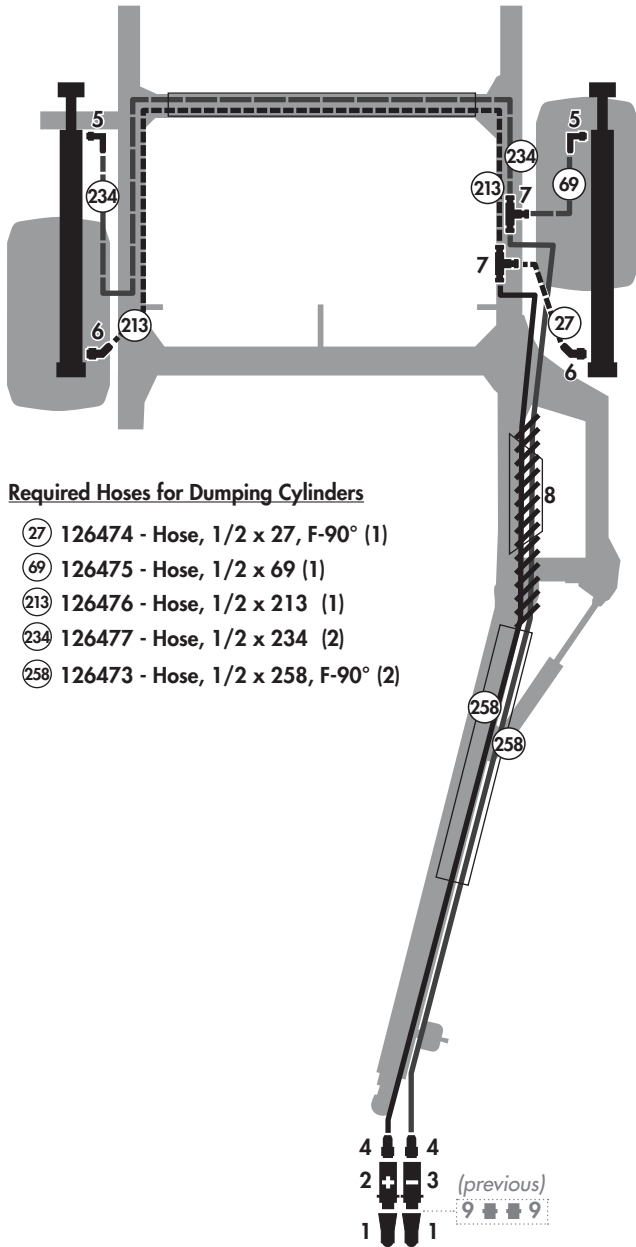 5
5
234
234
213
69
7
7
6
213
27
6
8
Required Hoses for Dumping Cylinders
27 126474 - Hose, 1/2 x 27, F-90° (1)
69 126475 - Hose, 1/2 x 69 (1)
213 126476 - Hose, 1/2 x 213 (1)
234 126477 - Hose, 1/2 x 234 (2)
258 126473 - Hose, 1/2 x 258, F-90° (2)
258
258
4 4
2 + − 3
(previous)
9 9
1 1